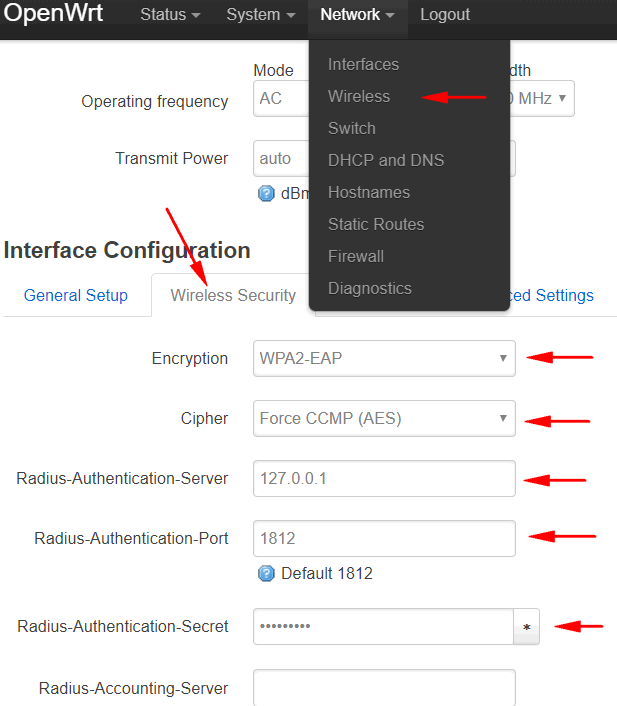 OpenWrt Status System Network Logout
Interfaces
Wireless
Switch
DHCP and DNS
Hostnames
Static Routes
Firewall
Diagnostics
Mode
Operating frequency AC MHz
Transmit Power auto
Interface Configuration
General Setup Wireless Security Settings
Encryption WPA2-EAP
Cipher Force CCMP (AES)
Radius-Authentication-Server 127.0.0.1
Radius-Authentication-Port 1812
Default 1812
Radius-Authentication-Secret ••••••••• *
Radius-Accounting-Server